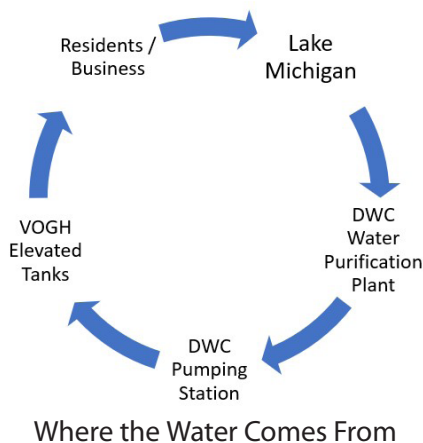 Residents /
Business
Lake
Michigan
DWC
Water
Purification
Plant
DWC
Pumping
Station
VOGH
Elevated
Tanks
Where the Water Comes From